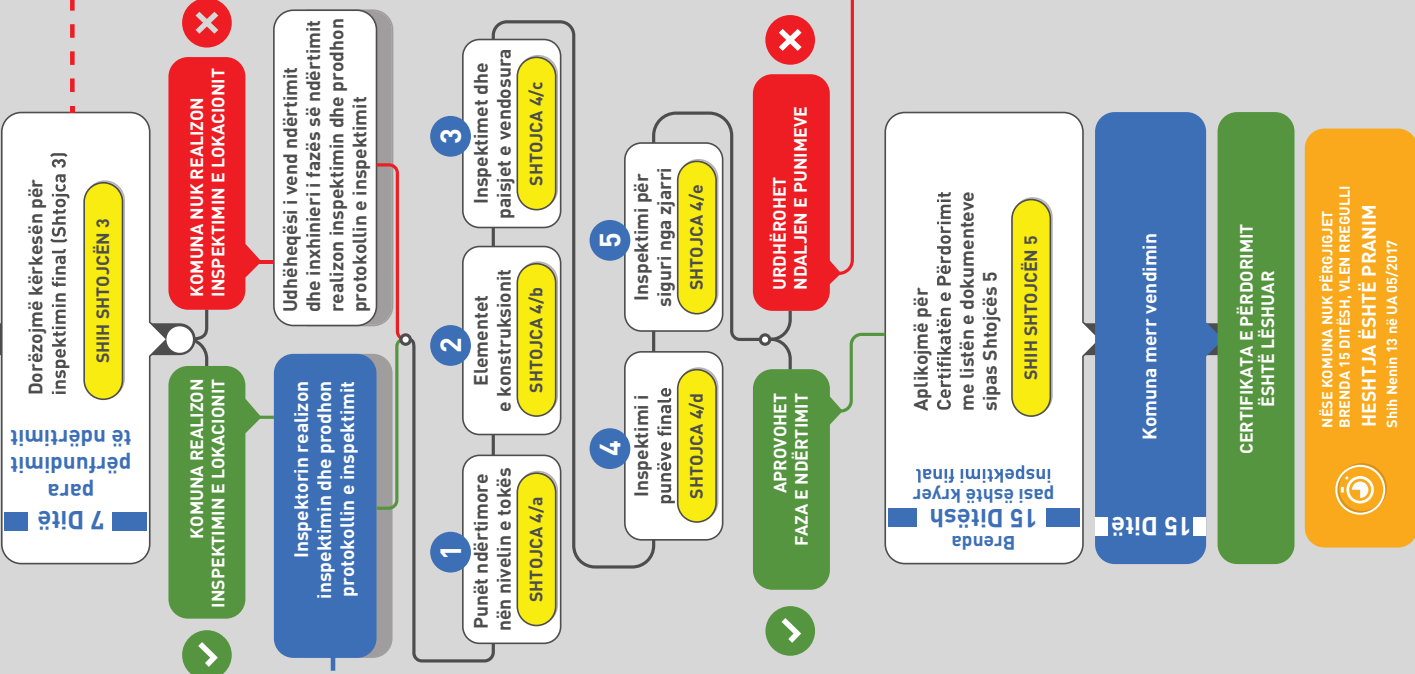 7 Ditë
para
përfundimit
të ndërtimit
Dorëzojmë kërkesën për
inspektimin final (Shtojca 3)
SHIH SHTOJCËN 3
KOMUNA REALIZON
INSPEKTIMIN E LOKACIONIT
KOMUNA NUK REALIZON
INSPEKTIMIN E LOKACIONIT
Inspektorin realizon
inspektimin dhe prodhon
protokollin e inspektimit
Udhëheqësi i vend ndërtimit
dhe inxhinieri i fazës së ndërtimit
realizon inspektimin dhe prodhon
protokollin e inspektimit
1
Punët ndërtimore
nën nivelin e tokës
SHTOJCA 4/a
2
Elementet
e konstruksionit
SHTOJCA 4/b
3
Inspektimet dhe
paisjet e vendosura
SHTOJCA 4/c
4
Inspektimi i
punëve finale
SHTOJCA 4/d
5
Inspektimi për
siguri nga zjarri
SHTOJCA 4/e
APROVOHET
FAZA E NDËRTIMIT
URDHËROHET
NDALJEN E PUNIMEVE
Brenda
15 Ditësh
pasi është kryer
inspektimi final
Aplikojmë për
Certifikatën e Përdorimit
me listën e dokumenteve
sipas Shtojcës 5
SHIH SHTOJCËN 5
15 Ditë
Komuna merr vendimin
CERTIFIKATA E PËRDORIMIT
ËSHTË LËSHUAR
NËSE KOMUNA NUK PËRGJIGJET
BRENDA 15 DITËSH, VLEN RREGULLI
HESHTJA ËSHTË PRANIM
Shih Nenin 13 në UA 05/2017